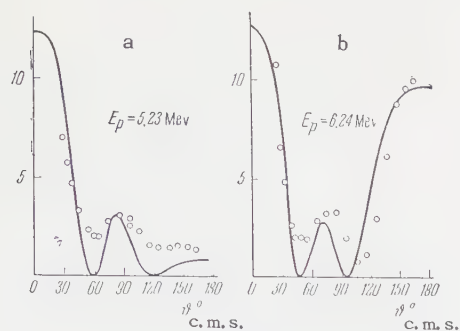 a
b
10
5
E_p = 5,23 Mev
0 30 60 90 120 150 180
ϑ°
c. m. s.
10
5
E_p = 6,24 Mev
0 30 60 90 120 150 180
ϑ°
c. m. s.